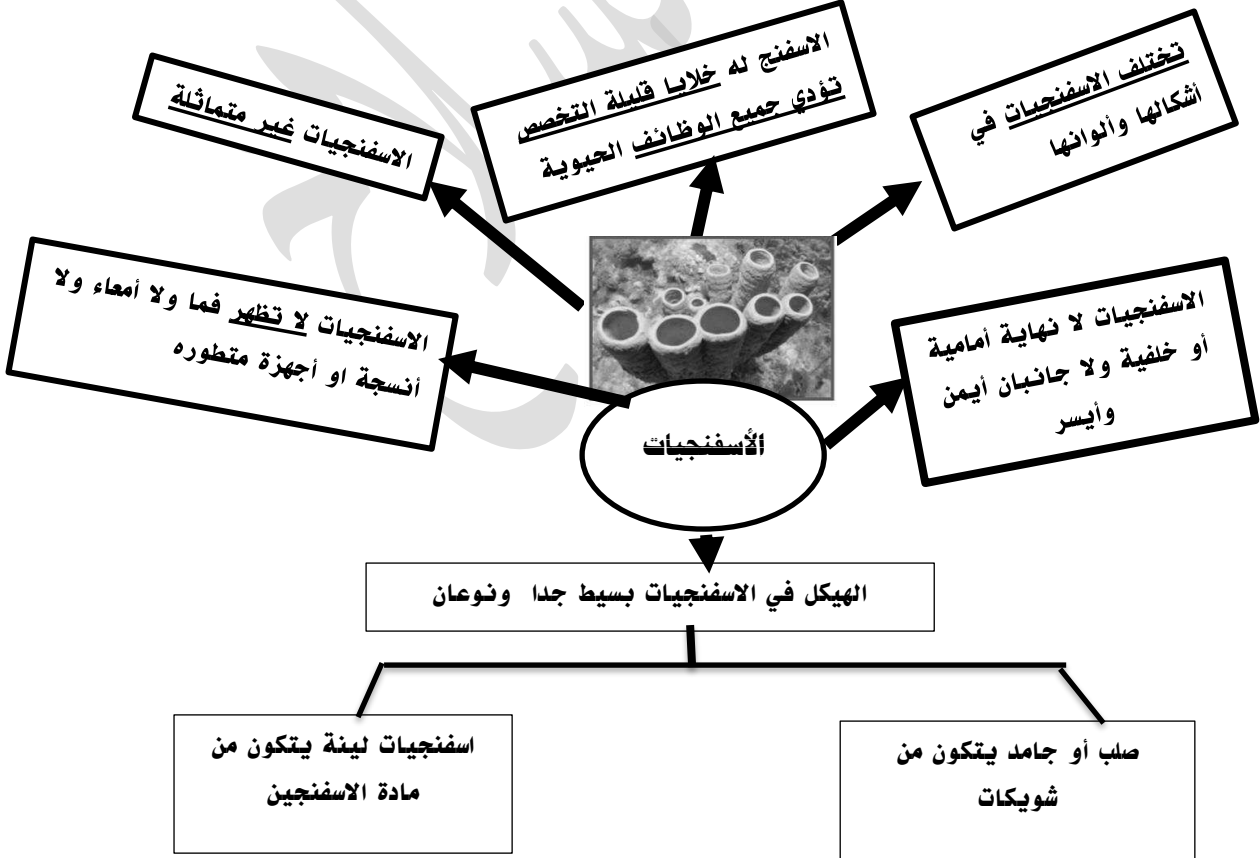 تختلف الاسفنجيات في
أشكالها وألوانها
الاسفنج له خلايا قليلة التخصص
تؤدي جميع الوظائف الحيوية
الاسفنجيات غير متماثلة
الاسفنجيات لا نهاية أمامية
أو خلفية ولا جانبان أيمن
وأيسر
الاسفنجيات لا تظهر فما ولا أمعاء ولا
أنسجة او أجهزة متطوره
الأسفنجيات
الهيكل في الاسفنجيات بسيط جدا ونوعان
صلب أو جامد يتكون من
شويكات
اسفنجيات لينة يتكون من
مادة الاسفنجين